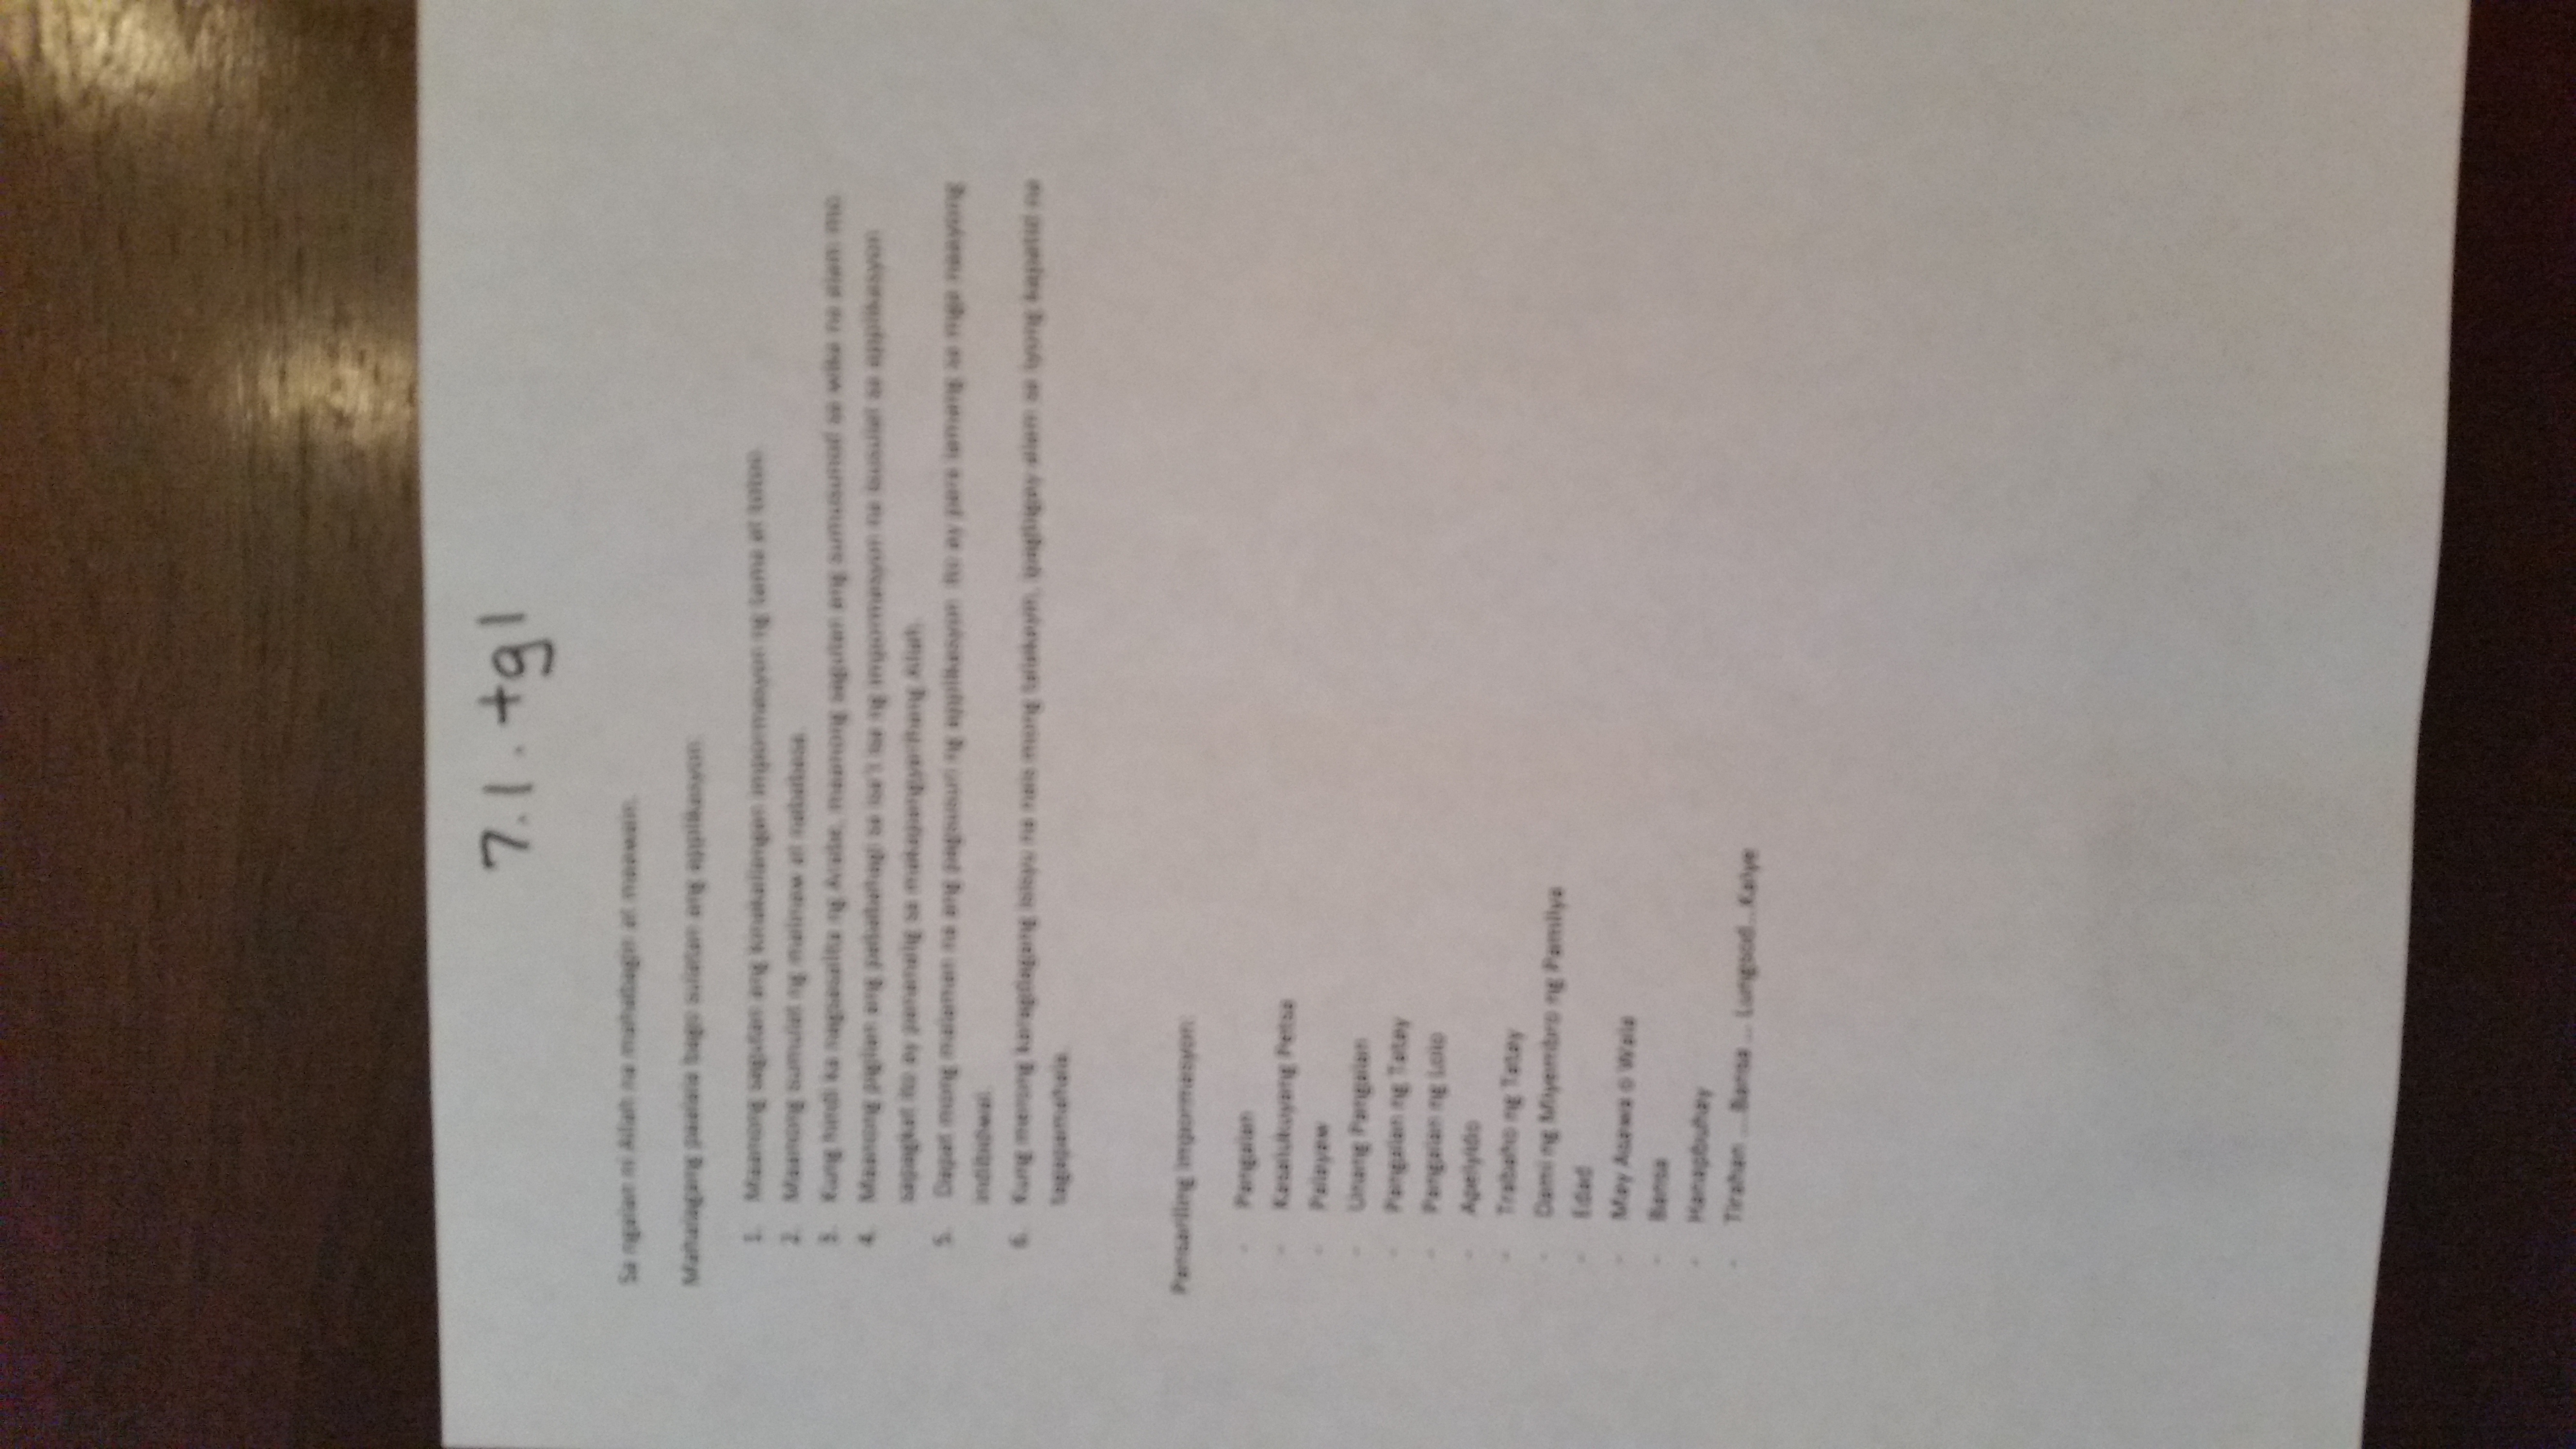 7.1.tgl
Sa ngalan ni Allah na mahabagin at maawain.
Mahalagang paalala bago sulatan ang applikasyon:
1. Maanong sagutan ang kinakailangan impormasyon ng tama at totoo.
2. Maanong sumulat ng malinaw at nababasa.
3. Kung hindi ka nagsasalita ng Arabic, maanong sagutan ang sumusunod sa wika na alam mo.
4. Maanong pigilan ang pababahagi sa isa't isa ng impormasyon na isusulat sa applikasyon
sapagkat ito ay pananalig sa makapangyarihang Allah.
5. Dapat mong malaman na ang pagsusuri ng applikasyon ito ay para lamang sa mga naayong
indibidwal.
6. Kung merong karagdagang isisyu na nais mong talakayin, ipagbigay-alam sa iyong kapatid na
tagapamahala.
Pansariling impormasyon:
- Pangalan
- Kasalukuyang Petsa
- Palayaw
- Unang Pangalan
- Pangalan ng Tatay
- Pangalan ng Lolo
- Apelyido
- Trabaho ng Tatay
- Dami ng Miyembro ng Pamilya
- Edad
- May Asawa o Wala
- Bansa
- Hanapbuhay
- Tirahan ....Bansa ... Lungsod...Kalye